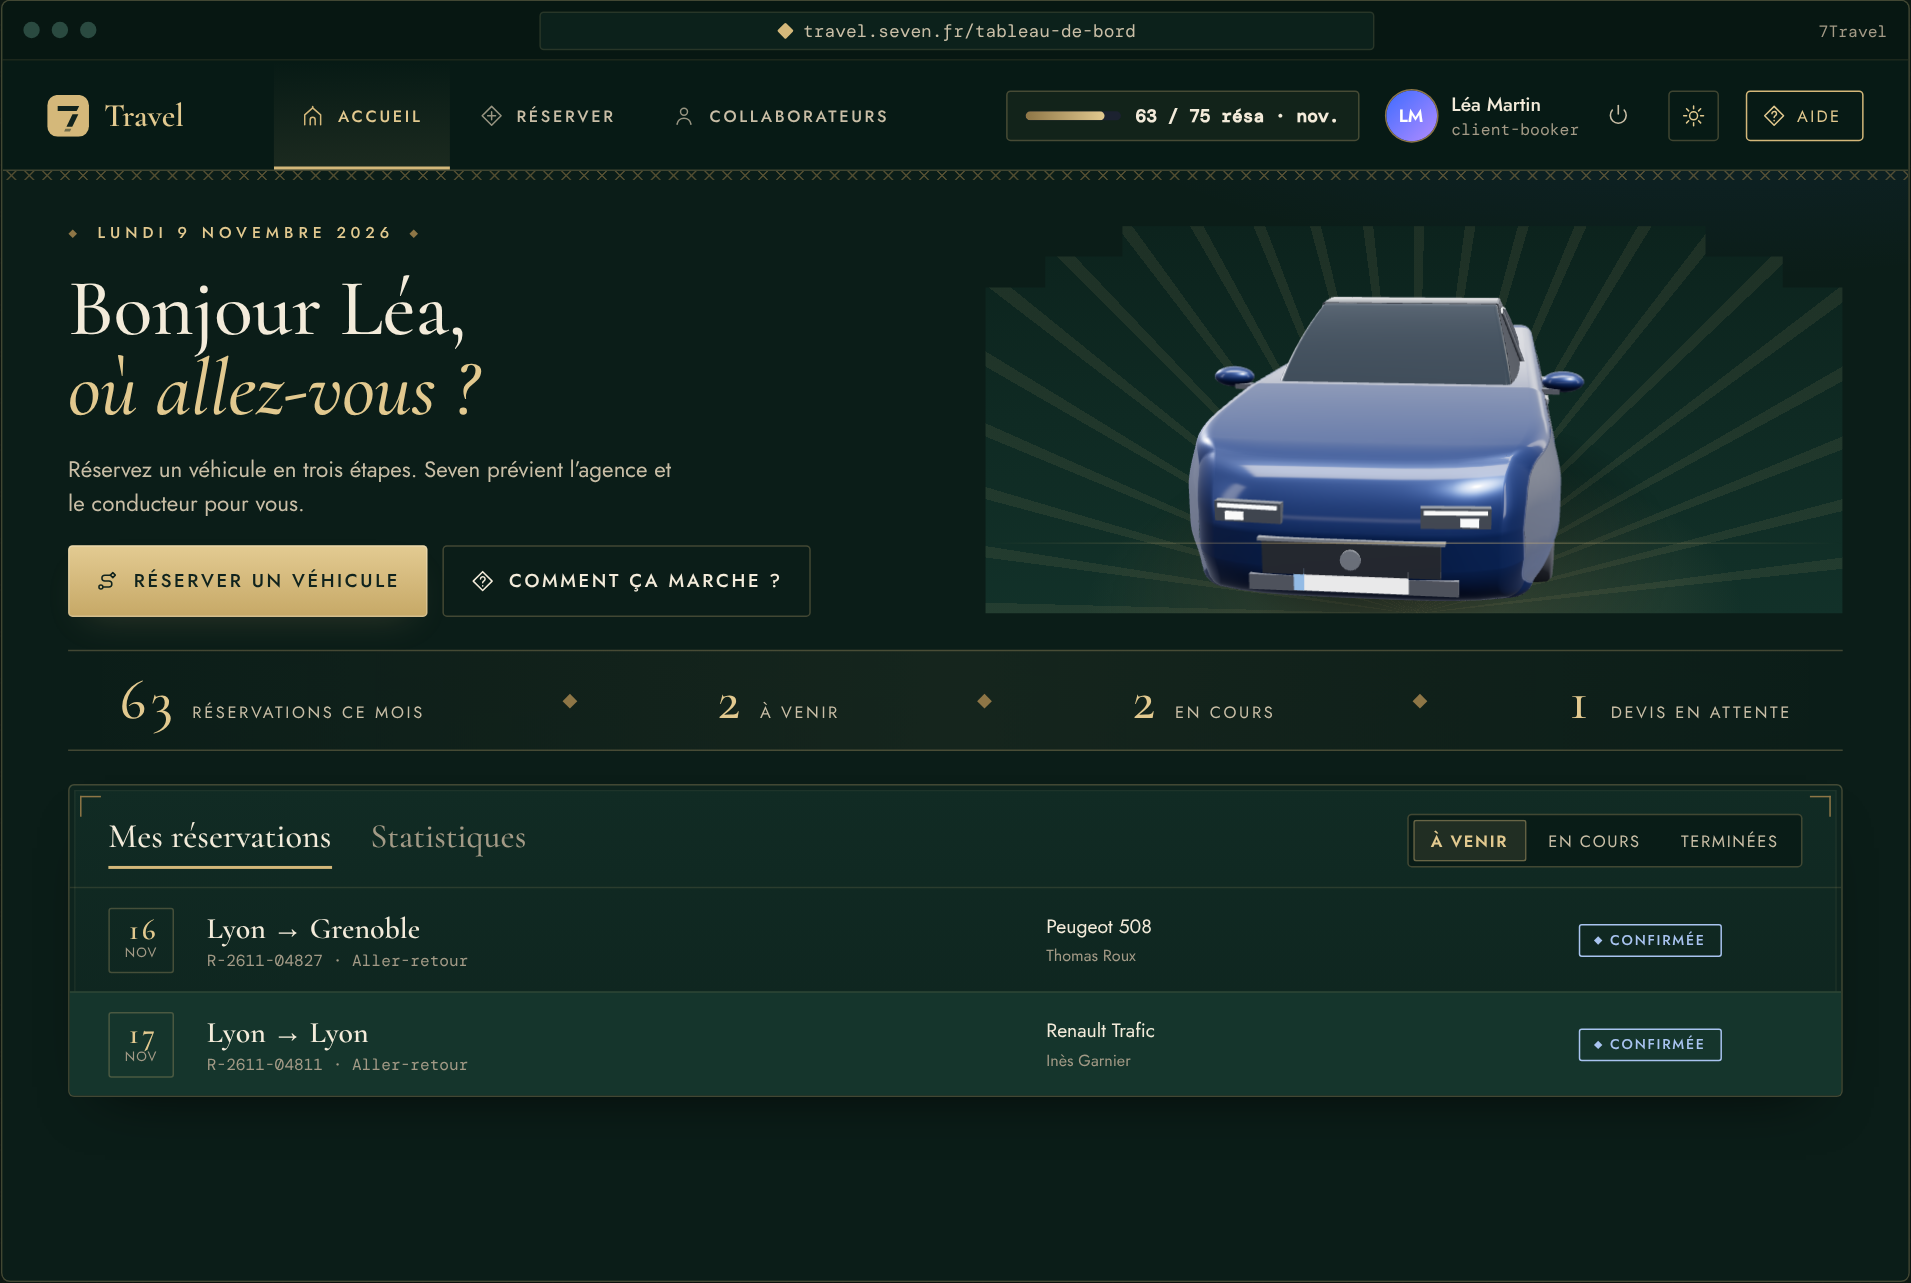 travel.seven.fr/tableau-de-bord
7Travel
7 Travel
ACCUEIL
RÉSERVER
COLLABORATEURS
63 / 75 résa · nov.
LM
Léa Martin
client-booker
AIDE
LUNDI 9 NOVEMBRE 2026
Bonjour Léa,
où allez-vous ?
Réservez un véhicule en trois étapes. Seven prévient l’agence et
le conducteur pour vous.
RÉSERVER UN VÉHICULE
COMMENT ÇA MARCHE ?
63 RÉSERVATIONS CE MOIS
2 À VENIR
2 EN COURS
1 DEVIS EN ATTENTE
Mes réservations
Statistiques
À VENIR
EN COURS
TERMINÉES
16
NOV
Lyon → Grenoble
R-2611-04827 · Aller-retour
Peugeot 508
Thomas Roux
CONFIRMÉE
17
NOV
Lyon → Lyon
R-2611-04811 · Aller-retour
Renault Trafic
Inès Garnier
CONFIRMÉE